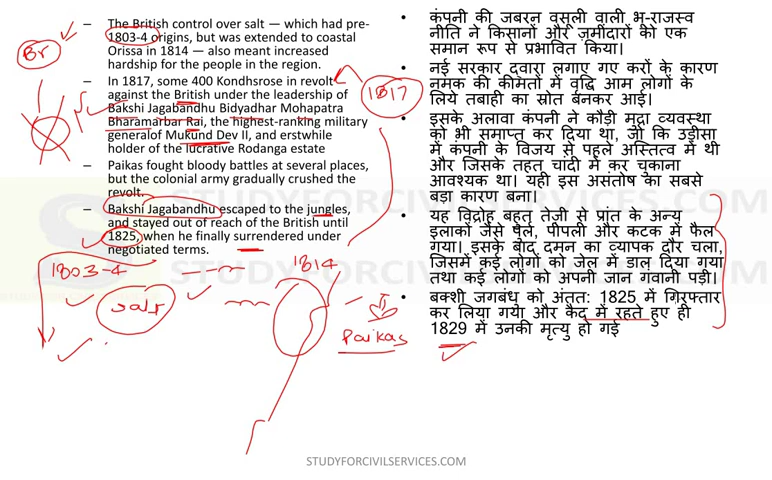 – The British control over salt — which had pre-
1803-4 origins, but was extended to coastal
Orissa in 1814 — also meant increased
hardship for the people in the region.
– In 1817, some 400 Kondhsrose in revolt
against the British under the leadership of
Bakshi Jagabandhu Bidyadhar Mohapatra
Bharamarbar Rai, the highest-ranking military
generalof Mukund Dev II, and erstwhile
holder of the lucrative Rodanga estate
– Paikas fought bloody battles at several places,
but the colonial army gradually crushed the
revolt.
– Bakshi Jagabandhu escaped to the jungles,
and stayed out of reach of the British until
1825, when he finally surrendered under
negotiated terms.
Br
1817
1803-4
1814
salt
Paikas
• कंपनी की जबरन वसूली वाली भू-राजस्व
नीति ने किसानों और ज़मींदारों को एक
समान रूप से प्रभावित किया।
• नई सरकार द्वारा लगाए गए करों के कारण
नमक की कीमतों में वृद्धि आम लोगों के
लिये तबाही का स्रोत बनकर आई।
• इसके अलावा कंपनी ने कौड़ी मुद्रा व्यवस्था
को भी समाप्त कर दिया था, जो कि उड़ीसा
में कंपनी के विजय से पहले अस्तित्व में थी
और जिसके तहत चांदी में कर चुकाना
आवश्यक था। यही इस असंतोष का सबसे
बड़ा कारण बना।
• यह विद्रोह बहुत तेज़ी से प्रांत के अन्य
इलाकों जैसे पुर्ल, पीपली और कटक में फैल
गया। इसके बाद दमन का व्यापक दौर चला,
जिसमें कई लोगों को जेल में डाल दिया गया
तथा कई लोगों को अपनी जान गंवानी पड़ी।
• बक्शी जगबंधु को अंतत: 1825 में गिरफ्तार
कर लिया गया और कैद में रहते हुए ही
1829 में उनकी मृत्यु हो गई
STUDYFORCIVILSERVICES.COM